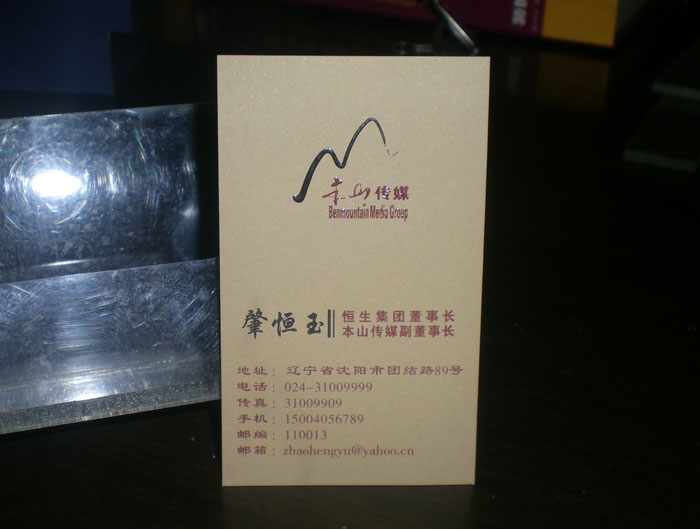 本山传媒
Benmountain Media Group
肇恒玉
恒生集团董事长
本山传媒副董事长
地址：辽宁省沈阳市团结路89号
电话：024-31009999
传真：31009909
手机：15004056789
邮编：110013
邮箱：zhaohengyu@yahoo.cn